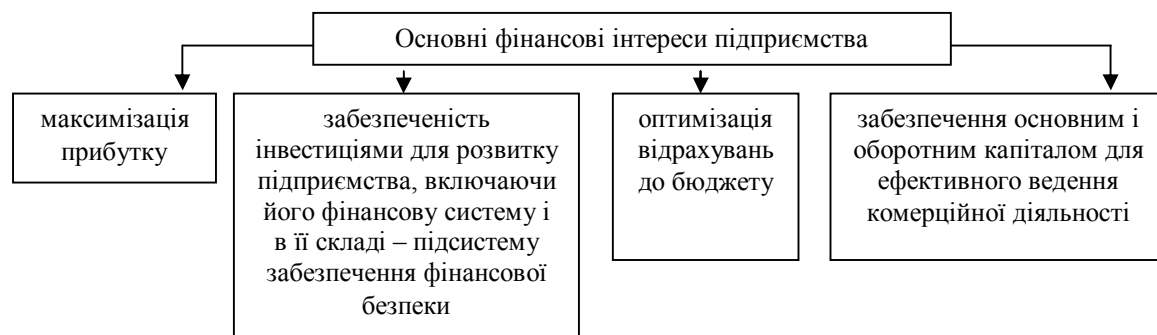 Основні фінансові інтереси підприємства
максимізація
прибутку
забезпеченість
інвестиціями для розвитку
підприємства, включаючи
його фінансову систему і
в її складі – підсистему
забезпечення фінансової
безпеки
оптимізація
відрахувань
до бюджету
забезпечення основним і
оборотним капіталом для
ефективного ведення
комерційної діяльності